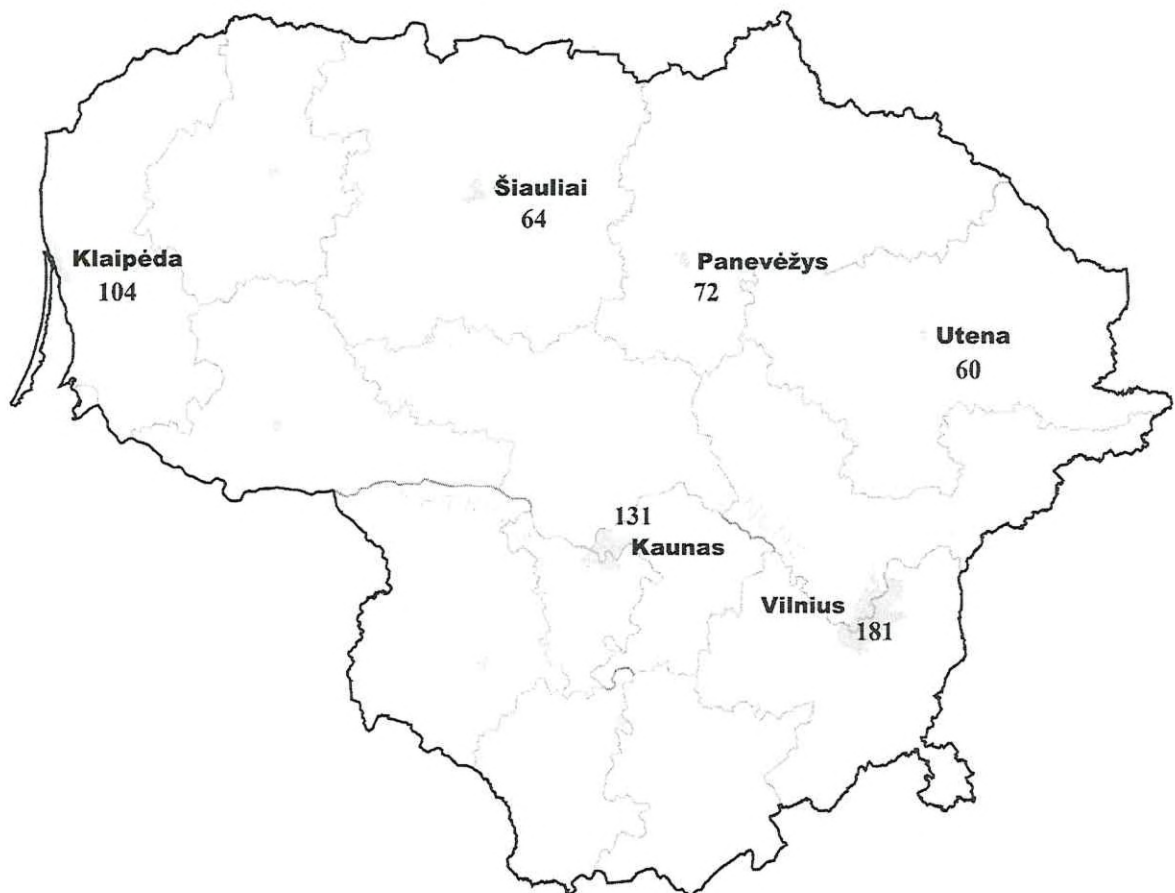 Šiauliai
64
Klaipėda
104
Panevėžys
72
Utena
60
131
Kaunas
Vilnius
181